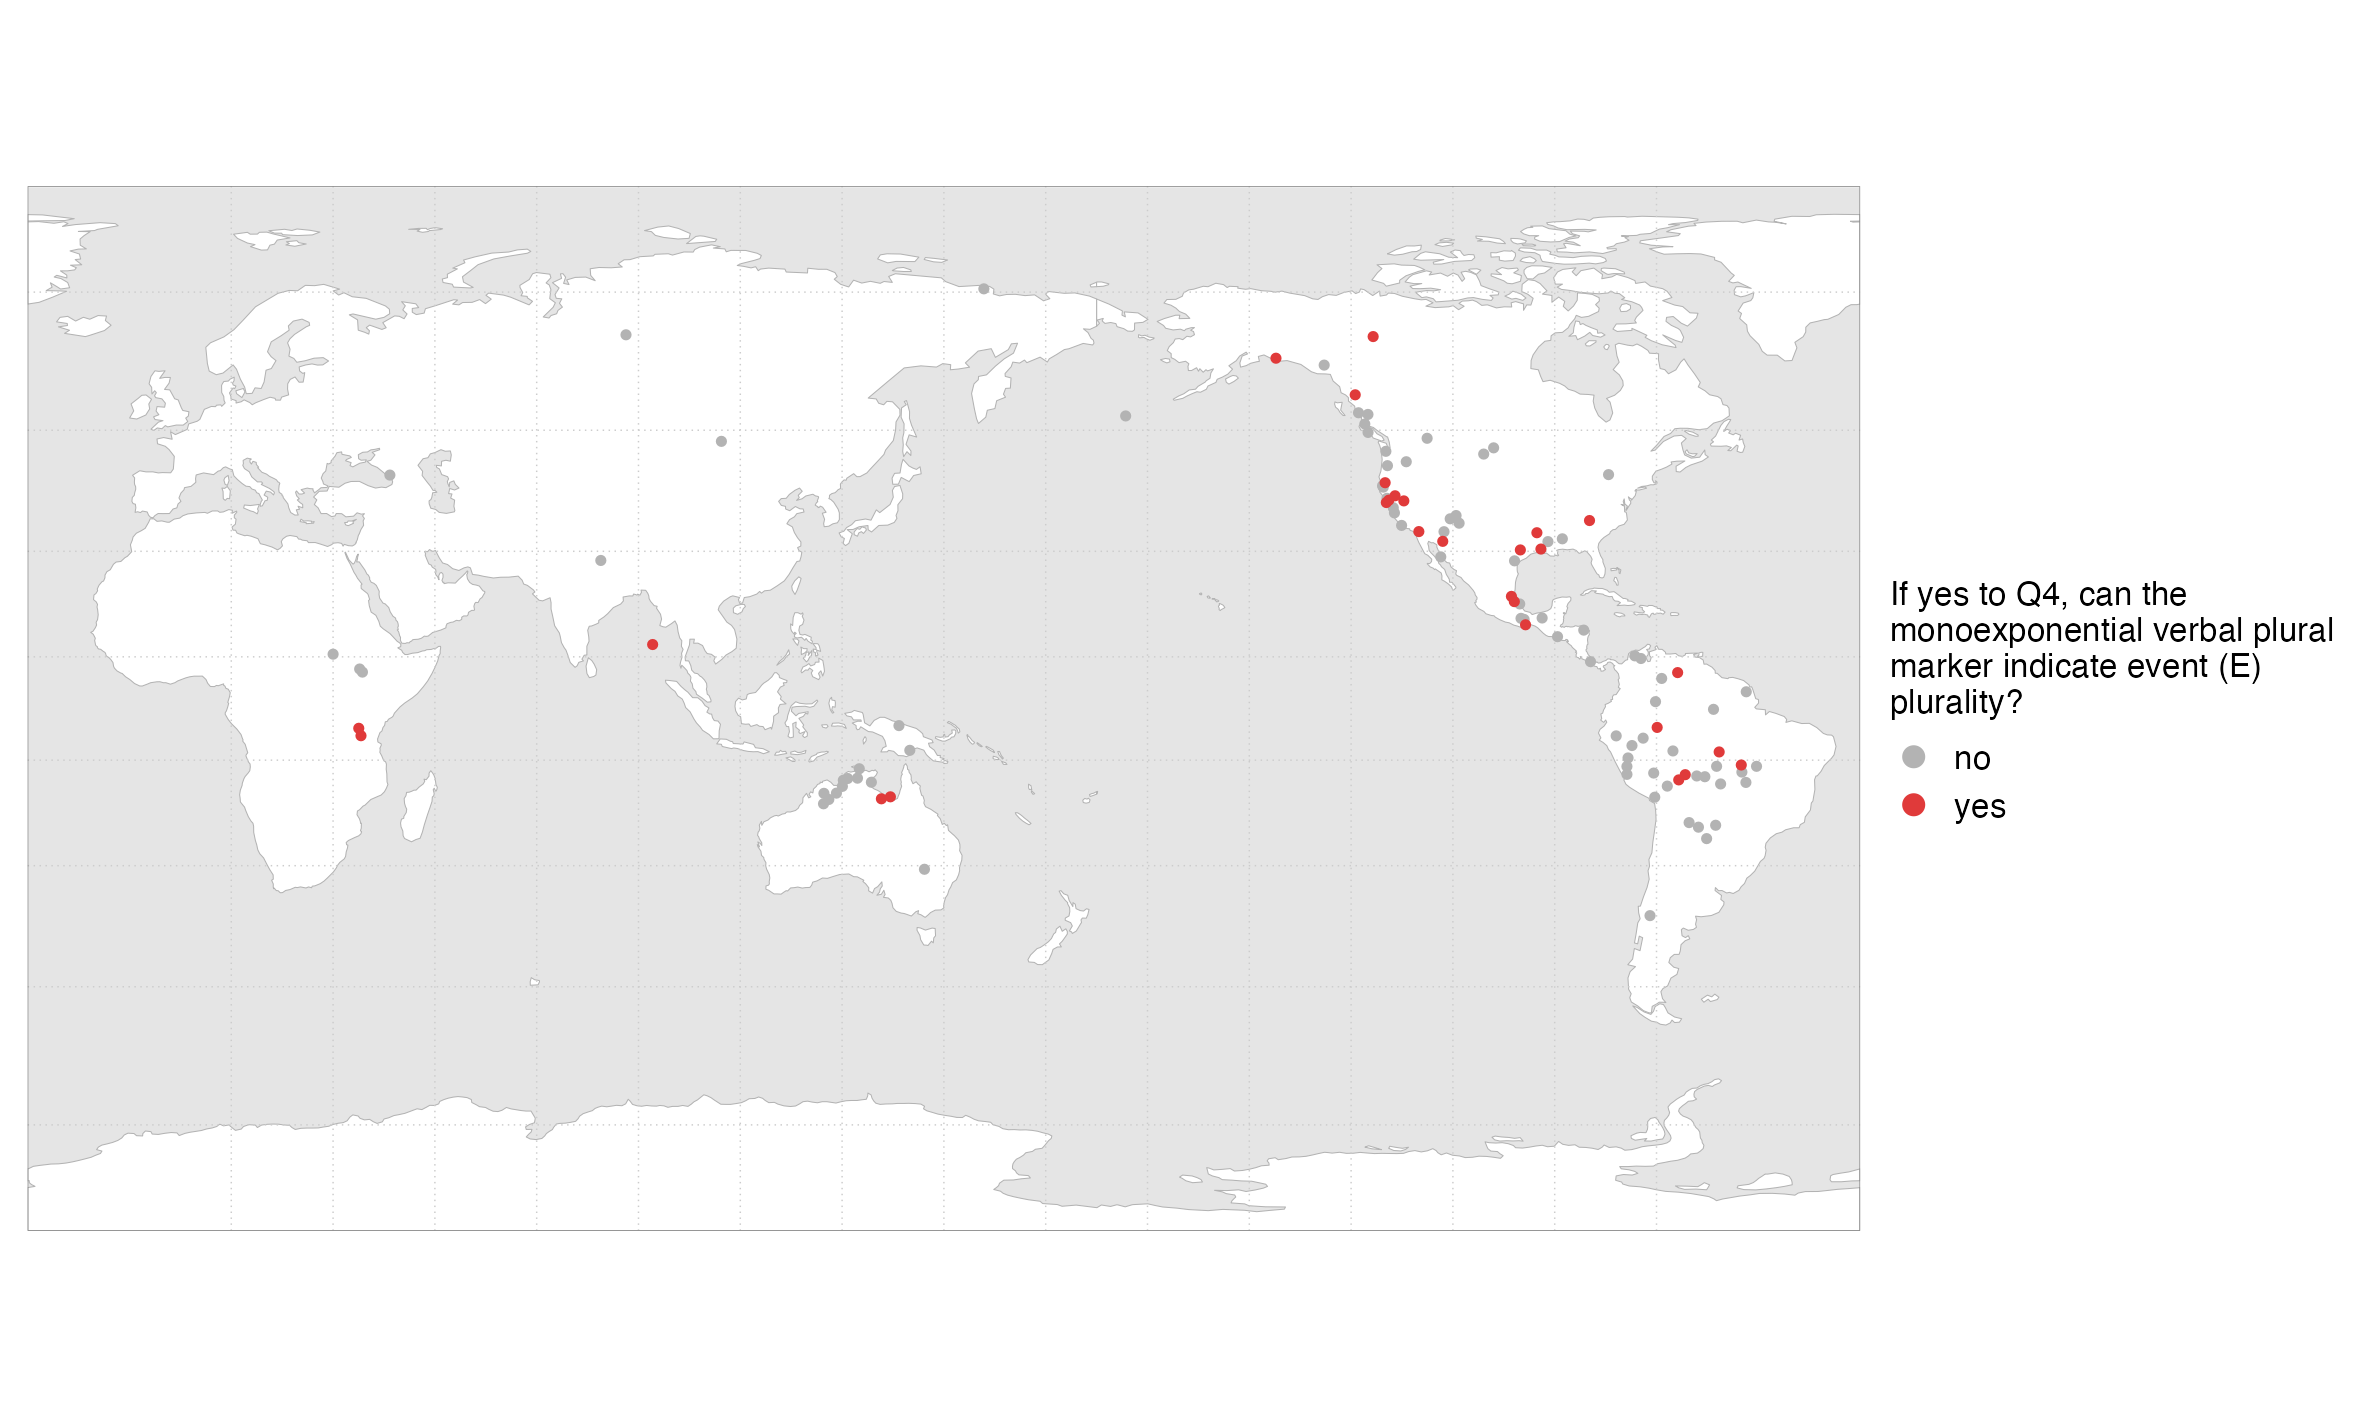 If yes to Q4, can the
monoexponential verbal plural
marker indicate event (E)
plurality?
no
yes